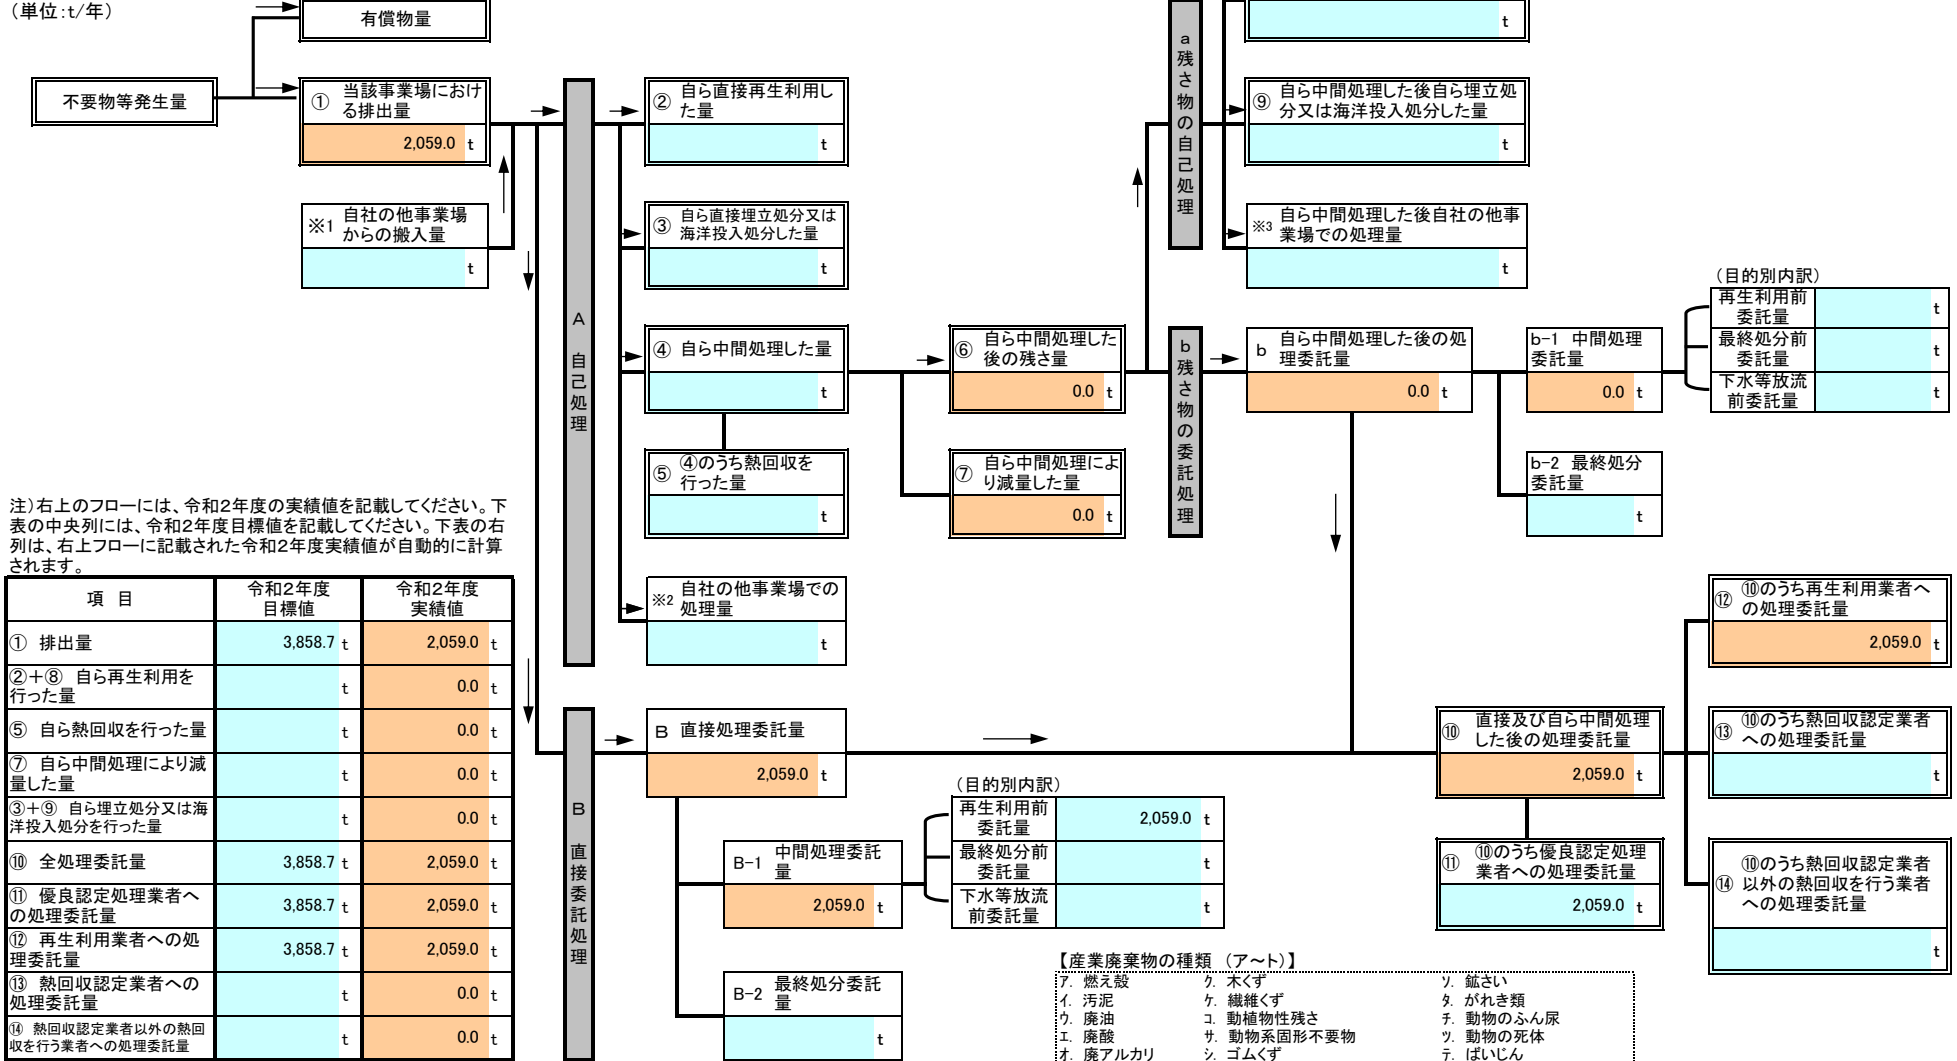 （単位：t/年）
有償物量
不要物等発生量
① 当該事業場におけ
る排出量
2,059.0 t
※1 自社の他事業場
からの搬入量
t
A 自己処理
② 自ら直接再生利用し
た量
t
③ 自ら直接埋立処分又は
海洋投入処分した量
t
④ 自ら中間処理した量
t
⑤ ④のうち熱回収を
行った量
t
※2 自社の他事業場での
処理量
t
⑥ 自ら中間処理した
後の残さ量
0.0 t
⑦ 自ら中間処理によ
り減量した量
0.0 t
a 残さ物の自己処理
t
⑨ 自ら中間処理した後自ら埋立処
分又は海洋投入処分した量
t
※3 自ら中間処理した後自社の他事
業場での処理量
t
b 残さ物の委託処理
b 自ら中間処理した後の処
理委託量
0.0 t
b-1 中間処理
委託量
0.0 t
（目的別内訳）
再生利用前
委託量 t
最終処分前
委託量 t
下水等放流
前委託量 t
b-2 最終処分
委託量
t
注）右上のフローには、令和２年度の実績値を記載してください。下
表の中央列には、令和２年度目標値を記載してください。下表の右
列は、右上フローに記載された令和２年度実績値が自動的に計算
されます。
項 目 令和２年度 目標値 令和２年度 実績値
① 排出量 3,858.7 t 2,059.0 t
②＋⑧ 自ら再生利用を
行った量 t 0.0 t
⑤ 自ら熱回収を行った量 t 0.0 t
⑦ 自ら中間処理により減
量した量 t 0.0 t
③＋⑨ 自ら埋立処分又は海
洋投入処分を行った量 t 0.0 t
⑩ 全処理委託量 3,858.7 t 2,059.0 t
⑪ 優良認定処理業者へ
の処理委託量 3,858.7 t 2,059.0 t
⑫ 再生利用業者への処
理委託量 3,858.7 t 2,059.0 t
⑬ 熱回収認定業者への
処理委託量 t 0.0 t
⑭ 熱回収認定業者以外の熱回
収を行う業者への処理委託量 t 0.0 t
B 直接委託処理
B 直接処理委託量
2,059.0 t
B-1 中間処理委託
量
2,059.0 t
（目的別内訳）
再生利用前
委託量 2,059.0 t
最終処分前
委託量 t
下水等放流
前委託量 t
B-2 最終処分委託
量
t
⑩ 直接及び自ら中間処理
した後の処理委託量
2,059.0 t
⑪ ⑩のうち優良認定処理
業者への処理委託量
2,059.0 t
⑫ ⑩のうち再生利用業者へ
の処理委託量
2,059.0 t
⑬ ⑩のうち熱回収認定業者
への処理委託量
t
⑭ ⑩のうち熱回収認定業者
以外の熱回収を行う業者
への処理委託量
t
【産業廃棄物の種類 （ア～ト）】
ア. 燃え殻 ク. 木くず ソ. 鉱さい
イ. 汚泥 ケ. 繊維くず タ. がれき類
ウ. 廃油 コ. 動植物性残さ チ. 動物のふん尿
エ. 廃酸 サ. 動物系固形不要物 ツ. 動物の死体
オ. 廃アルカリ シ. ゴムくず テ. ばいじん